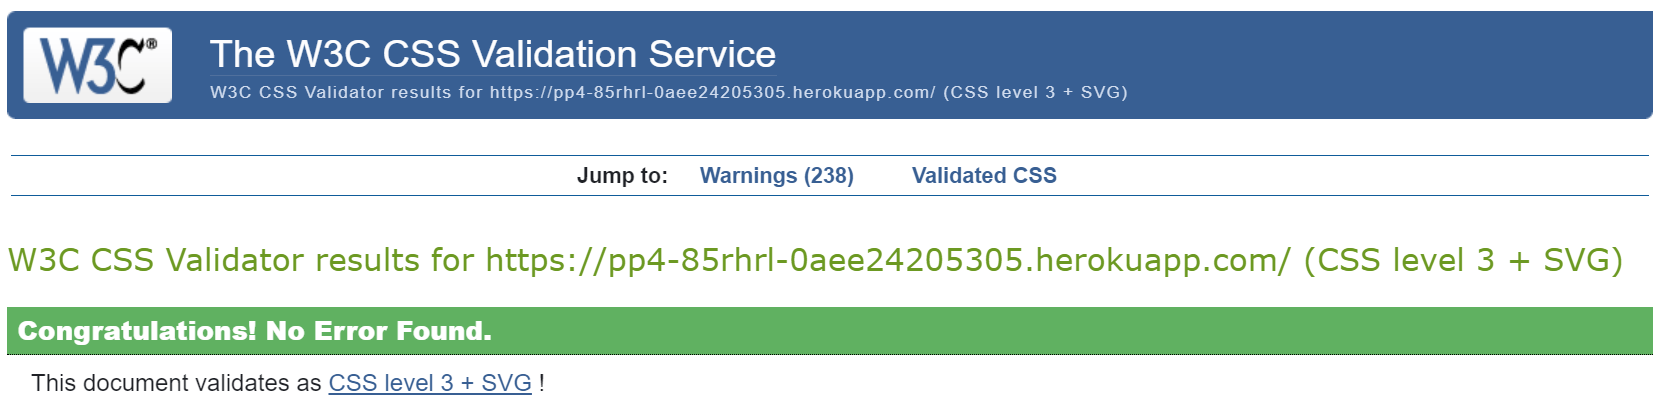 W3C®
The W3C CSS Validation Service
W3C CSS Validator results for https://pp4-85rhrl-0aee24205305.herokuapp.com/ (CSS level 3 + SVG)
Jump to: Warnings (238) Validated CSS
W3C CSS Validator results for https://pp4-85rhrl-0aee24205305.herokuapp.com/ (CSS level 3 + SVG)
Congratulations! No Error Found.
This document validates as CSS level 3 + SVG !